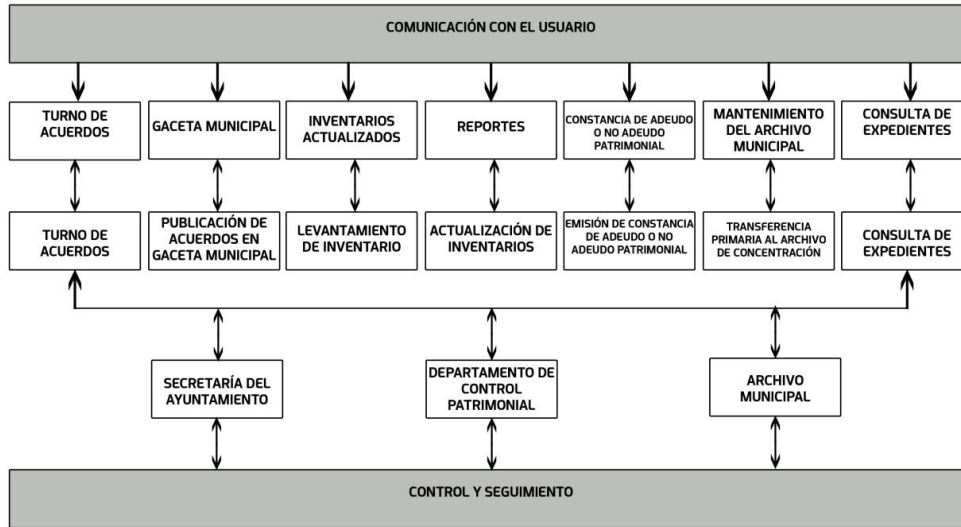 COMUNICACIÓN CON EL USUARIO
TURNO DE
ACUERDOS
GACETA MUNICIPAL
INVENTARIOS
ACTUALIZADOS
REPORTES
CONSTANCIA DE ADEUDO
O NO ADEUDO
PATRIMONIAL
MANTENIMIENTO
DEL ARCHIVO
MUNICIPAL
CONSULTA DE
EXPEDIENTES
TURNO DE
ACUERDOS
PUBLICACIÓN DE
ACUERDOS EN
GACETA MUNICIPAL
LEVANTAMIENTO
DE INVENTARIO
ACTUALIZACIÓN DE
INVENTARIOS
EMISIÓN DE CONSTANCIA
DE ADEUDO O NO
ADEUDO PATRIMONIAL
TRANSFERENCIA
PRIMARIA AL ARCHIVO
DE CONCENTRACIÓN
CONSULTA DE
EXPEDIENTES
SECRETARÍA DEL
AYUNTAMIENTO
DEPARTAMENTO DE
CONTROL
PATRIMONIAL
ARCHIVO
MUNICIPAL
CONTROL Y SEGUIMIENTO